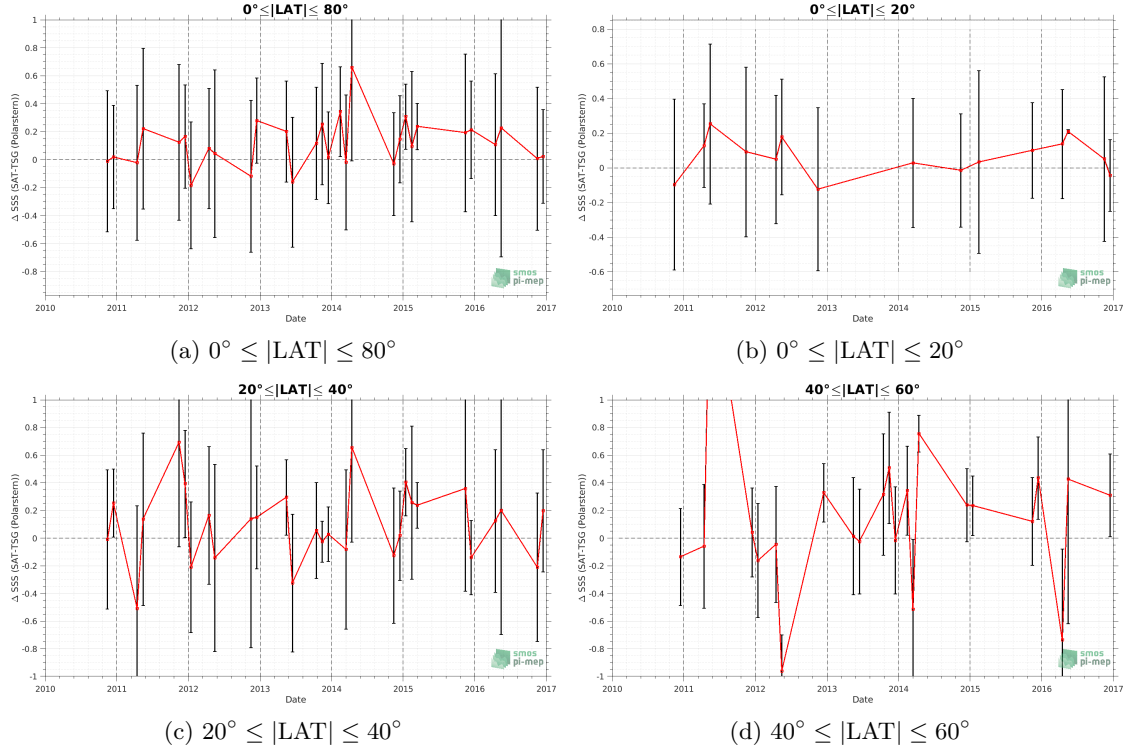 0°≤|LAT|≤ 80°
1
0.8
0.6
0.4
0.2
0
-0.2
-0.4
-0.6
-0.8
Δ SSS (SAT-TSG (Polarstern))
2010 2011 2012 2013 2014 2015 2016 2017
Date
smos
pi-mep
(a) 0° ≤ |LAT| ≤ 80°
0°≤|LAT|≤ 20°
0.8
0.6
0.4
0.2
0
-0.2
-0.4
-0.6
Δ SSS (SAT-TSG (Polarstern))
2010 2011 2012 2013 2014 2015 2016 2017
Date
smos
pi-mep
(b) 0° ≤ |LAT| ≤ 20°
20°≤|LAT|≤ 40°
1
0.8
0.6
0.4
0.2
0
-0.2
-0.4
-0.6
-0.8
-1
Δ SSS (SAT-TSG (Polarstern))
2010 2011 2012 2013 2014 2015 2016 2017
Date
smos
pi-mep
(c) 20° ≤ |LAT| ≤ 40°
40°≤|LAT|≤ 60°
1
0.8
0.6
0.4
0.2
0
-0.2
-0.4
-0.6
-0.8
-1
Δ SSS (SAT-TSG (Polarstern))
2010 2011 2012 2013 2014 2015 2016 2017
Date
smos
pi-mep
(d) 40° ≤ |LAT| ≤ 60°